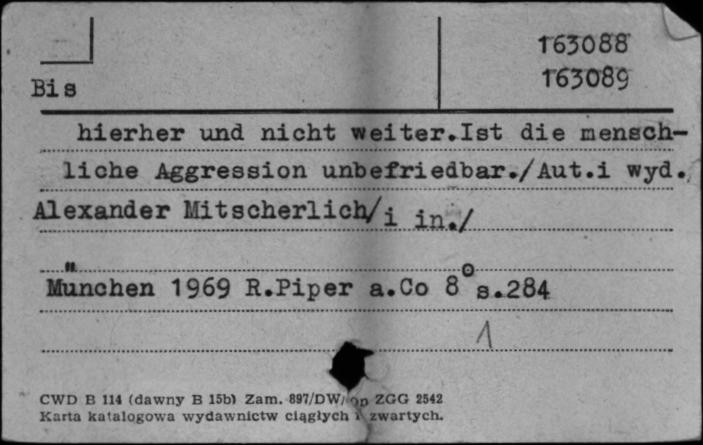 163088
163089
Bis
hierher und nicht weiter.Ist die mensch-
liche Aggression unbefriedbar./Aut.i wyd.
Alexander Mitscherlich/i in./
München 1969 R.Piper a.Co 8° s.284
1
CWD B 114 (dawny B 15b) Zam. 897/DW/ op ZGG 2542
Karta katalogowa wydawnictw ciągłych i zwartych.